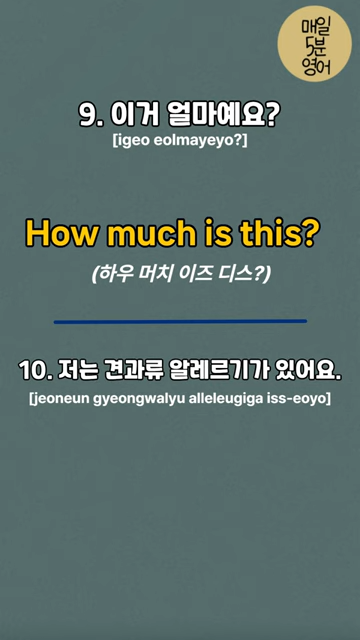 매일
5분
영어
9. 이거 얼마예요?
[igeo eolmayeyo?]
How much is this?
(하우 머치 이즈 디스?)
10. 저는 견과류 알레르기가 있어요.
[jeoneun gyeongwalyu alleleugiga iss-eoyo]